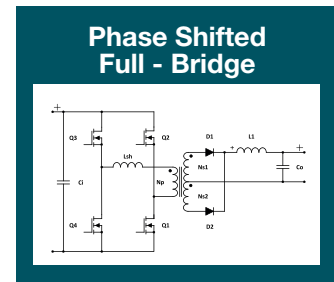 Phase Shifted
Full - Bridge
+
Q3
Q2
D1
L1
+
+
Lsh
Ns1
Ci
Np
Co
Ns2
Q4
Q1
D2